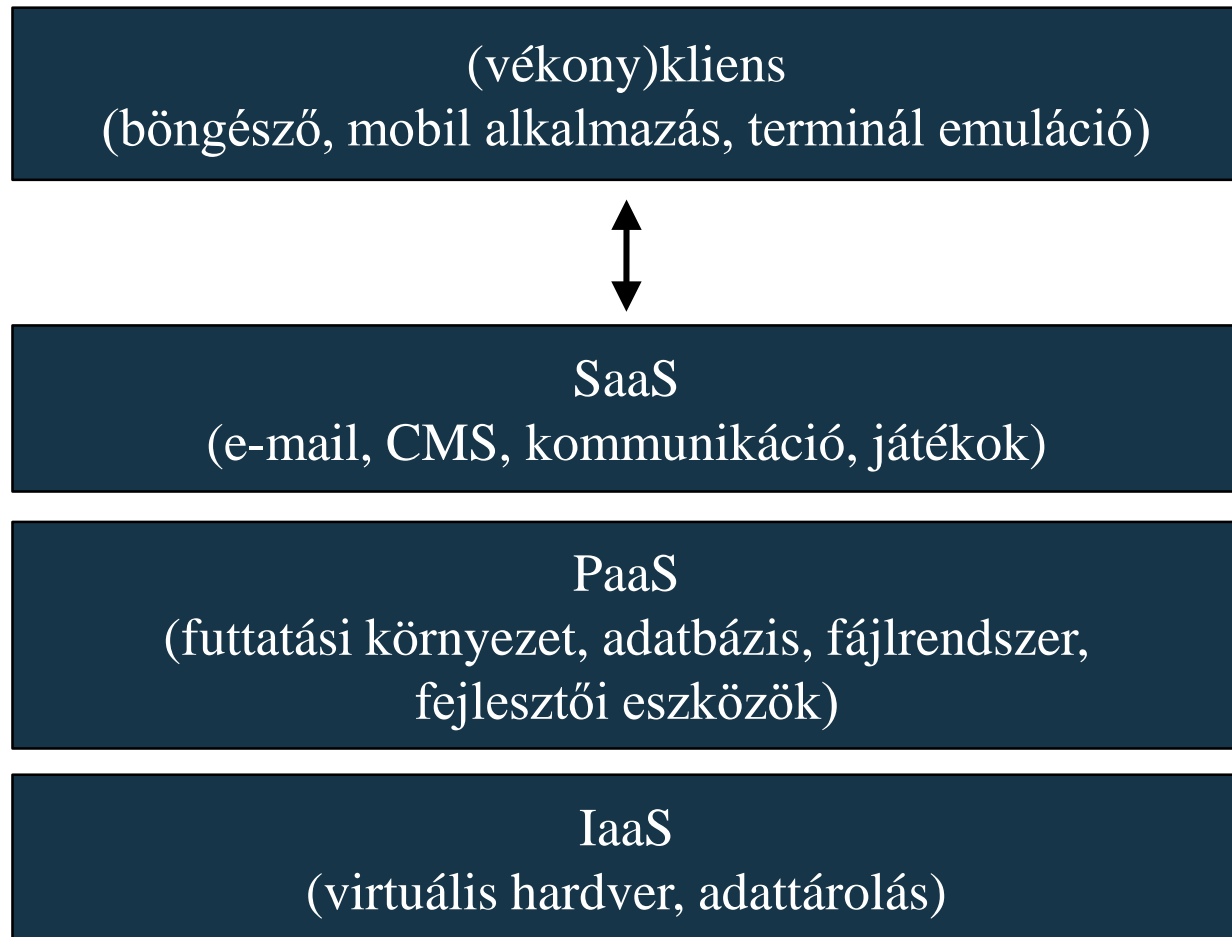 (vékony)kliens
(böngésző, mobil alkalmazás, terminál emuláció)
SaaS
(e-mail, CMS, kommunikáció, játékok)
PaaS
(futtatási környezet, adatbázis, fájlrendszer,
fejlesztői eszközök)
IaaS
(virtuális hardver, adattárolás)